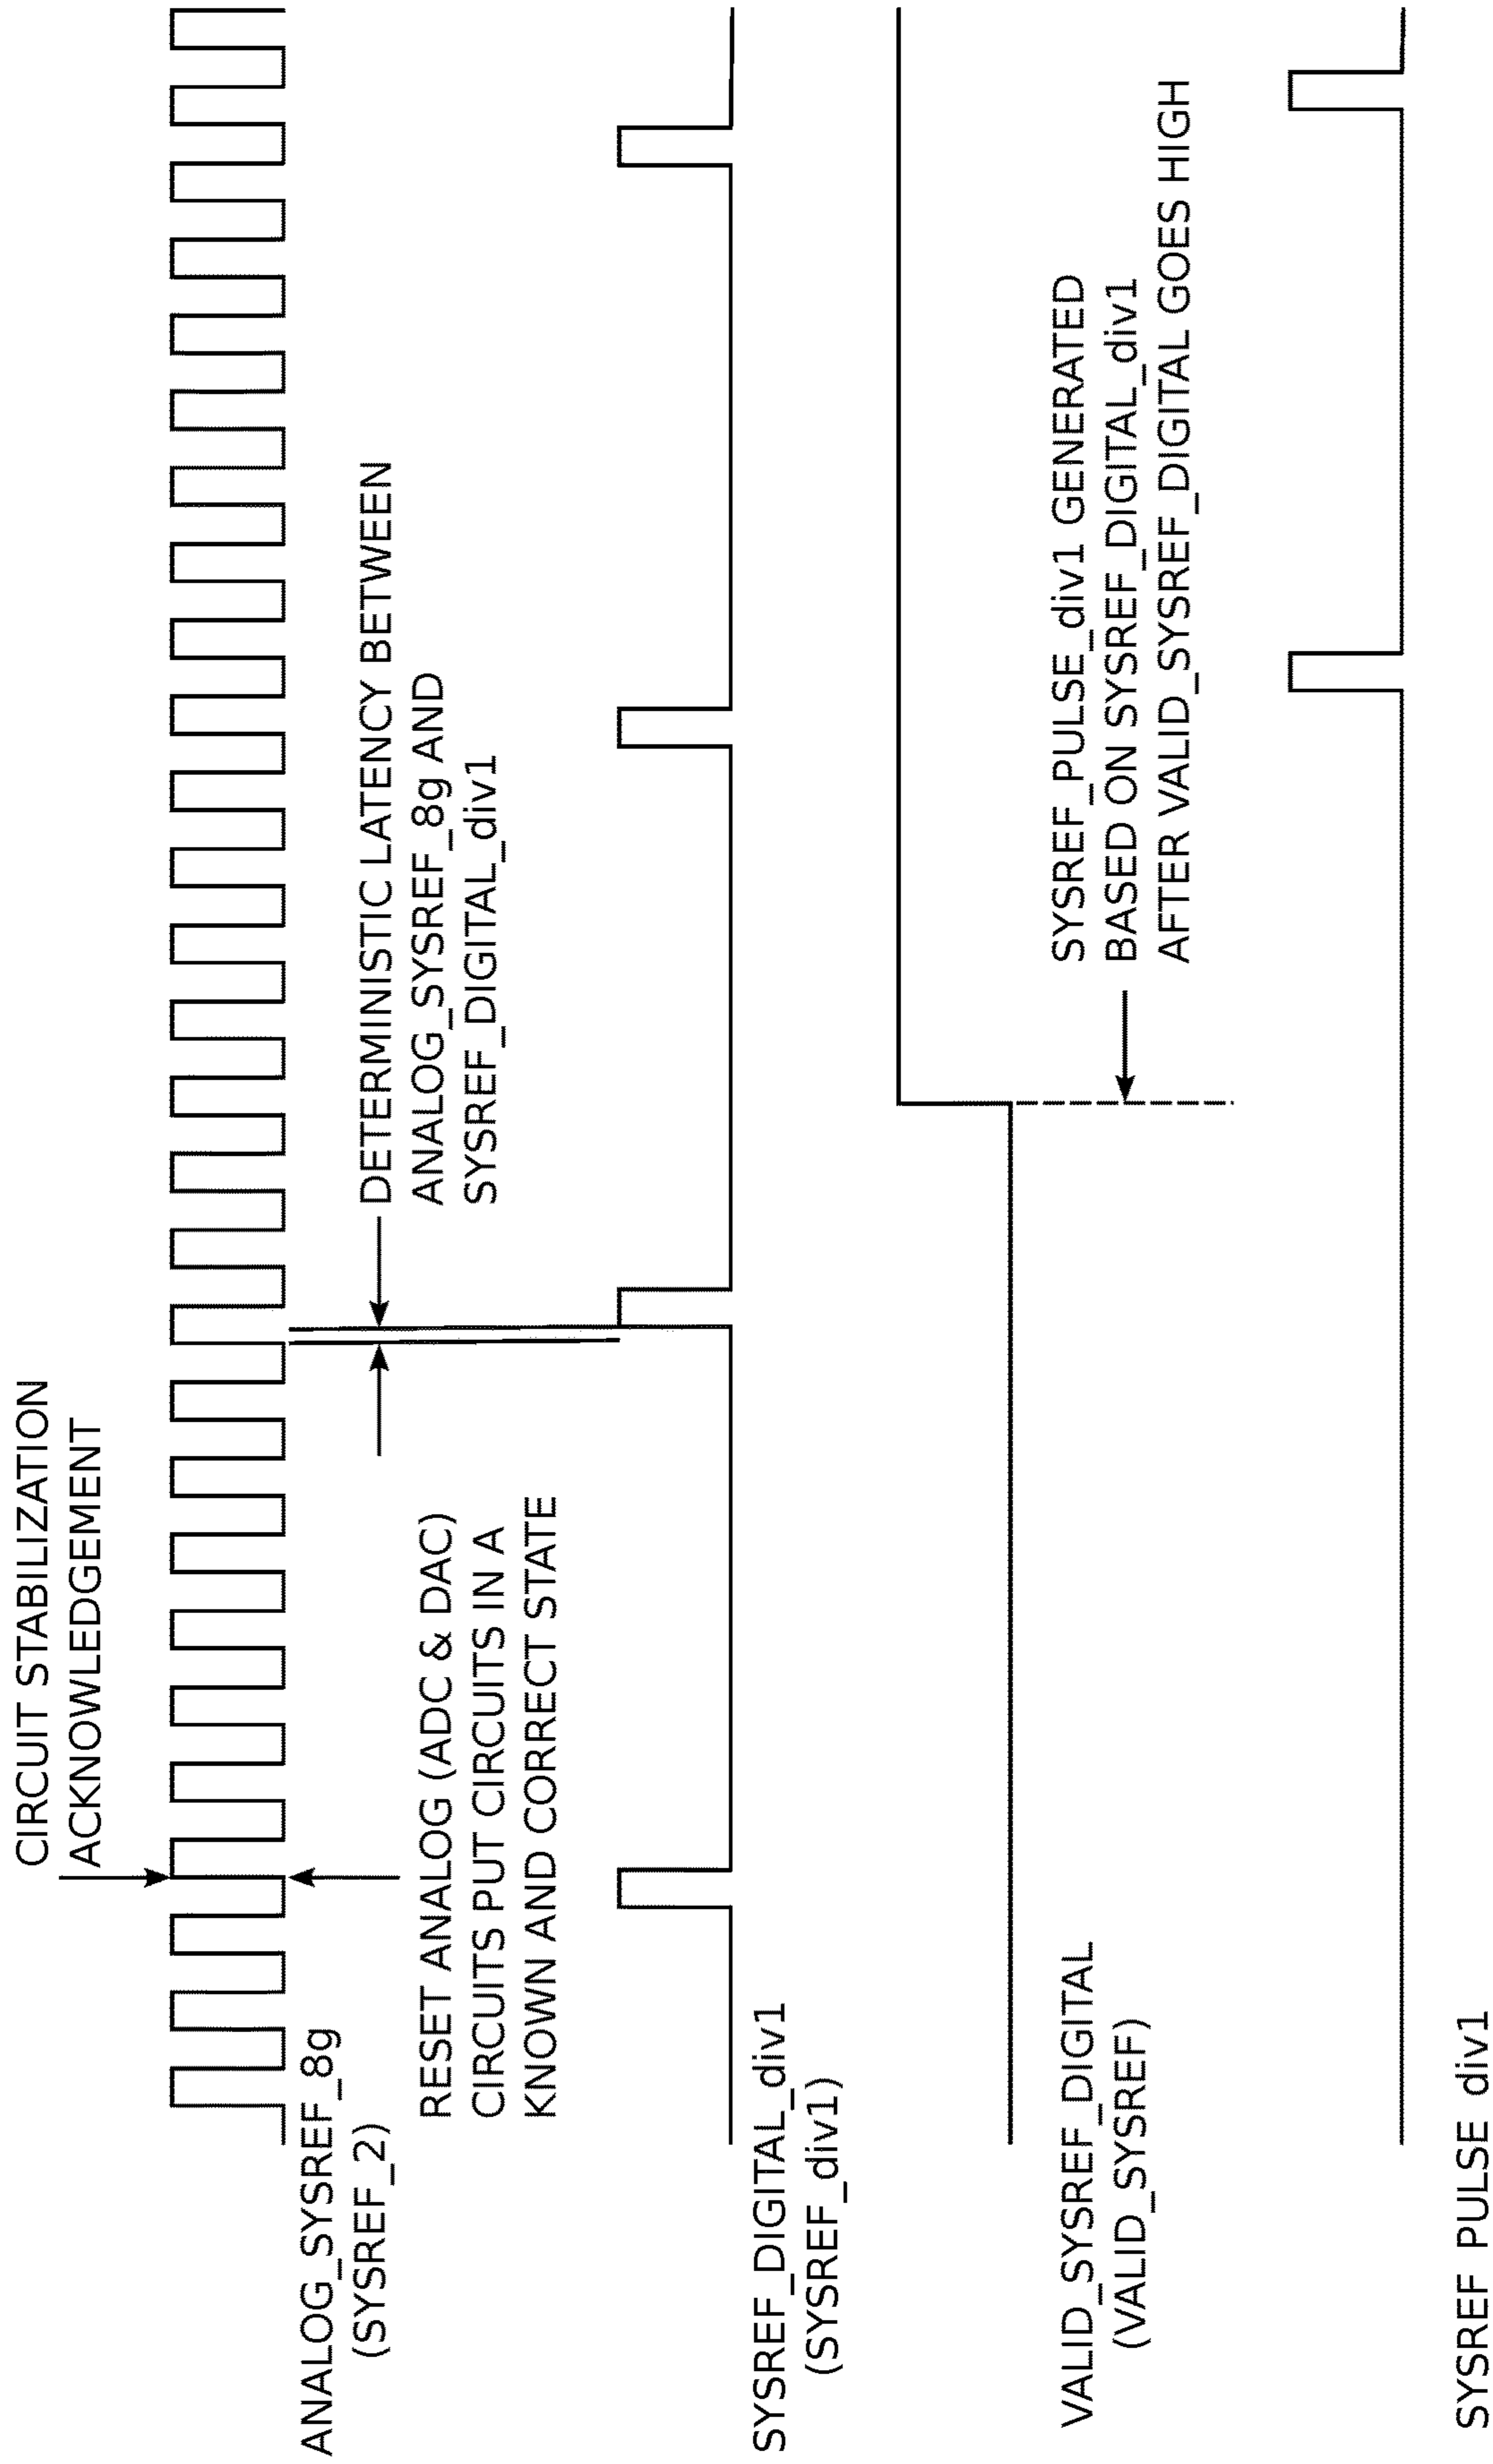 CIRCUIT STABILIZATION
ACKNOWLEDGEMENT
ANALOG_SYSREF_8g
(SYSREF_2)
RESET ANALOG (ADC & DAC)
CIRCUITS PUT CIRCUITS IN A
KNOWN AND CORRECT STATE
DETERMINISTIC LATENCY BETWEEN
ANALOG_SYSREF_8g AND
SYSREF_DIGITAL_div1
SYSREF_DIGITAL_div1
(SYSREF_div1)
VALID_SYSREF_DIGITAL
(VALID_SYSREF)
SYSREF_PULSE_div1 GENERATED
BASED ON SYSREF_DIGITAL_div1
AFTER VALID_SYSREF_DIGITAL GOES HIGH
SYSREF_PULSE_div1